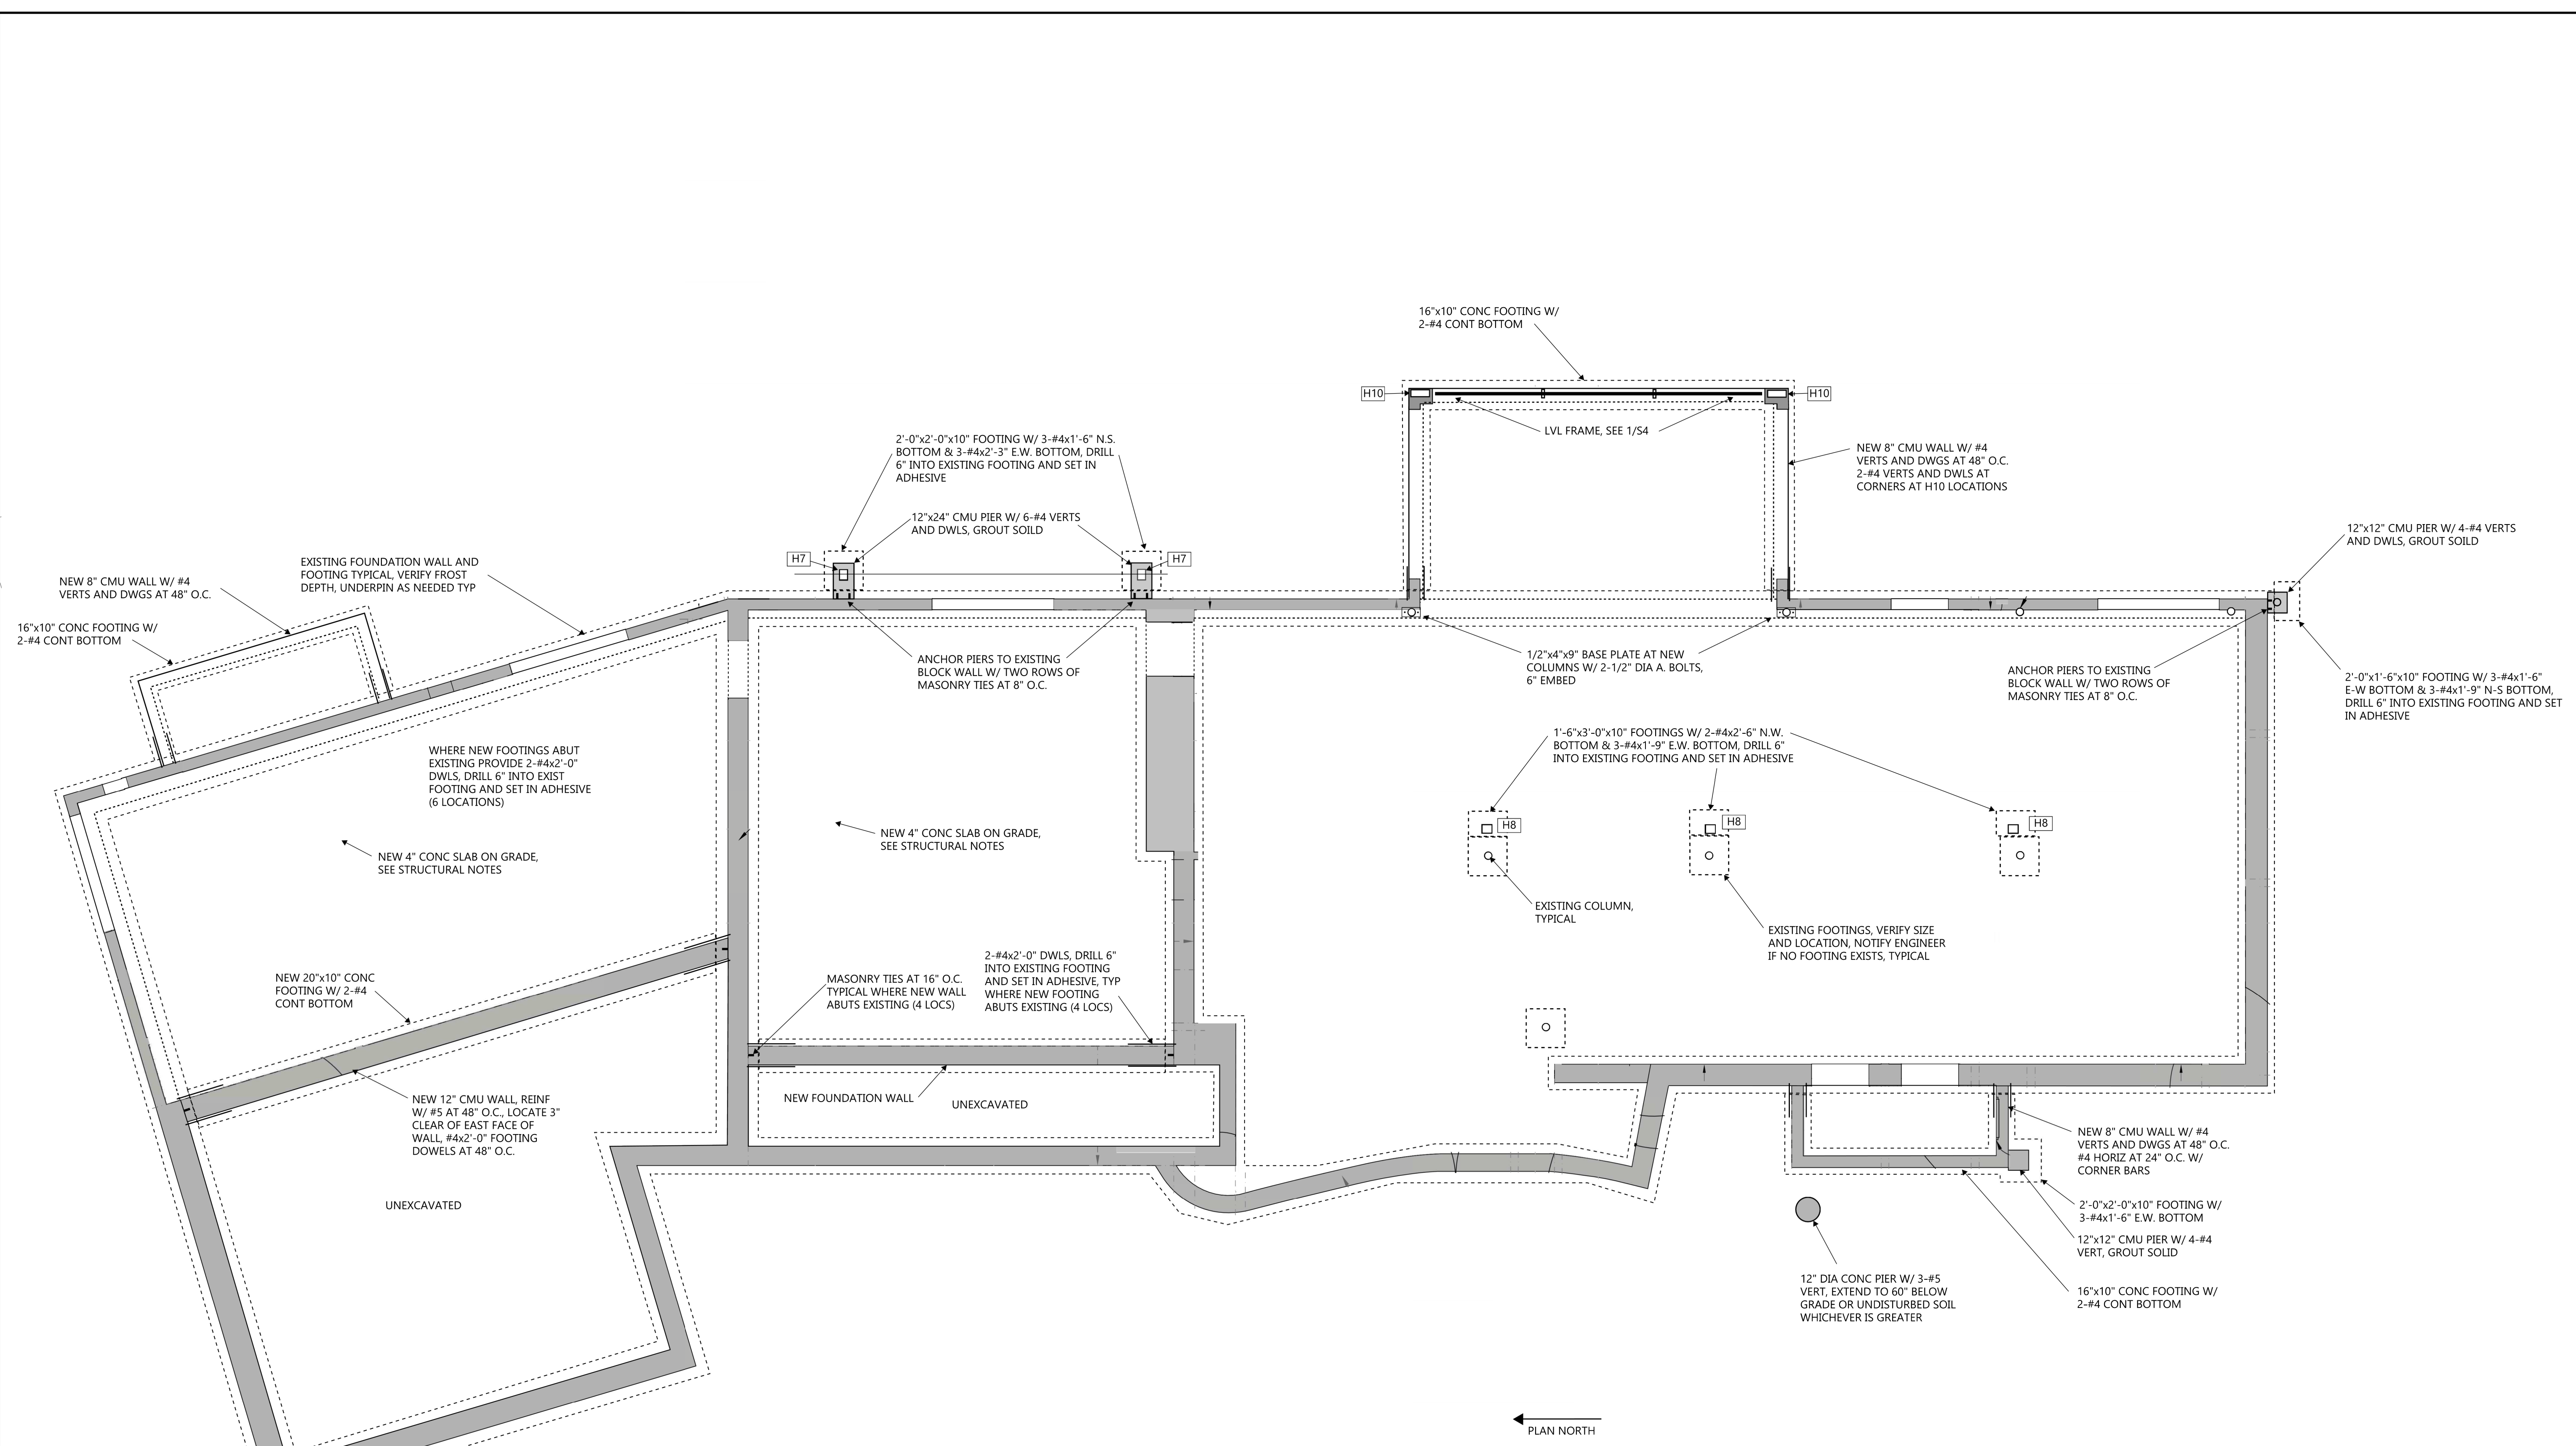 16"x10" CONC FOOTING W/
2-#4 CONT BOTTOM
H10
H10
LVL FRAME, SEE 1/S4
2'-0"x2'-0"x10" FOOTING W/ 3-#4x1'-6" N.S.
BOTTOM & 3-#4x2'-3" E.W. BOTTOM, DRILL
6" INTO EXISTING FOOTING AND SET IN
ADHESIVE
NEW 8" CMU WALL W/ #4
VERTS AND DWGS AT 48" O.C.
2-#4 VERTS AND DWLS AT
CORNERS AT H10 LOCATIONS
12"x24" CMU PIER W/ 6-#4 VERTS
AND DWLS, GROUT SOILD
12"x12" CMU PIER W/ 4-#4 VERTS
AND DWLS, GROUT SOILD
H7
H7
EXISTING FOUNDATION WALL AND
FOOTING TYPICAL, VERIFY FROST
DEPTH, UNDERPIN AS NEEDED TYP
NEW 8" CMU WALL W/ #4
VERTS AND DWGS AT 48" O.C.
16"x10" CONC FOOTING W/
2-#4 CONT BOTTOM
ANCHOR PIERS TO EXISTING
BLOCK WALL W/ TWO ROWS OF
MASONRY TIES AT 8" O.C.
1/2"x4"x9" BASE PLATE AT NEW
COLUMNS W/ 2-1/2" DIA A. BOLTS,
6" EMBED
ANCHOR PIERS TO EXISTING
BLOCK WALL W/ TWO ROWS OF
MASONRY TIES AT 8" O.C.
2'-0"x1'-6"x10" FOOTING W/ 3-#4x1'-6"
E-W BOTTOM & 3-#4x1'-9" N-S BOTTOM,
DRILL 6" INTO EXISTING FOOTING AND SET
IN ADHESIVE
WHERE NEW FOOTINGS ABUT
EXISTING PROVIDE 2-#4x2'-0"
DWLS, DRILL 6" INTO EXIST
FOOTING AND SET IN ADHESIVE
(6 LOCATIONS)
1'-6"x3'-0"x10" FOOTINGS W/ 2-#4x2'-6" N.W.
BOTTOM & 3-#4x1'-9" E.W. BOTTOM, DRILL 6"
INTO EXISTING FOOTING AND SET IN ADHESIVE
H8
H8
H8
NEW 4" CONC SLAB ON GRADE,
SEE STRUCTURAL NOTES
NEW 4" CONC SLAB ON GRADE,
SEE STRUCTURAL NOTES
EXISTING COLUMN,
TYPICAL
EXISTING FOOTINGS, VERIFY SIZE
AND LOCATION, NOTIFY ENGINEER
IF NO FOOTING EXISTS, TYPICAL
NEW 20"x10" CONC
FOOTING W/ 2-#4
CONT BOTTOM
MASONRY TIES AT 16" O.C.
TYPICAL WHERE NEW WALL
ABUTS EXISTING (4 LOCS)
2-#4x2'-0" DWLS, DRILL 6"
INTO EXISTING FOOTING
AND SET IN ADHESIVE, TYP
WHERE NEW FOOTING
ABUTS EXISTING (4 LOCS)
NEW 12" CMU WALL, REINF
W/ #5 AT 48" O.C., LOCATE 3"
CLEAR OF EAST FACE OF
WALL, #4x2'-0" FOOTING
DOWELS AT 48" O.C.
NEW FOUNDATION WALL
UNEXCAVATED
UNEXCAVATED
NEW 8" CMU WALL W/ #4
VERTS AND DWGS AT 48" O.C.
#4 HORIZ AT 24" O.C. W/
CORNER BARS
2'-0"x2'-0"x10" FOOTING W/
3-#4x1'-6" E.W. BOTTOM
12"x12" CMU PIER W/ 4-#4
VERT, GROUT SOLID
12" DIA CONC PIER W/ 3-#5
VERT, EXTEND TO 60" BELOW
GRADE OR UNDISTURBED SOIL
WHICHEVER IS GREATER
16"x10" CONC FOOTING W/
2-#4 CONT BOTTOM
PLAN NORTH